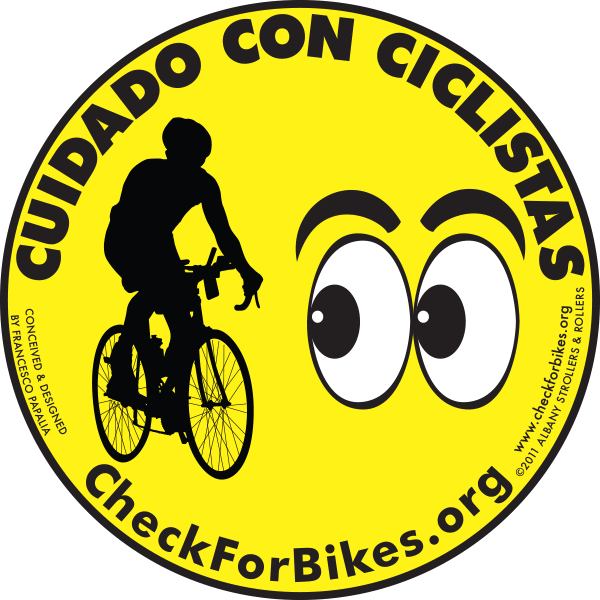 CUIDADO CON CICLISTAS
CONCEIVED & DESIGNED
BY FRANCESCO PAPALIA
www.checkforbikes.org
©2011 ALBANY STROLLERS & ROLLERS
CheckForBikes.org